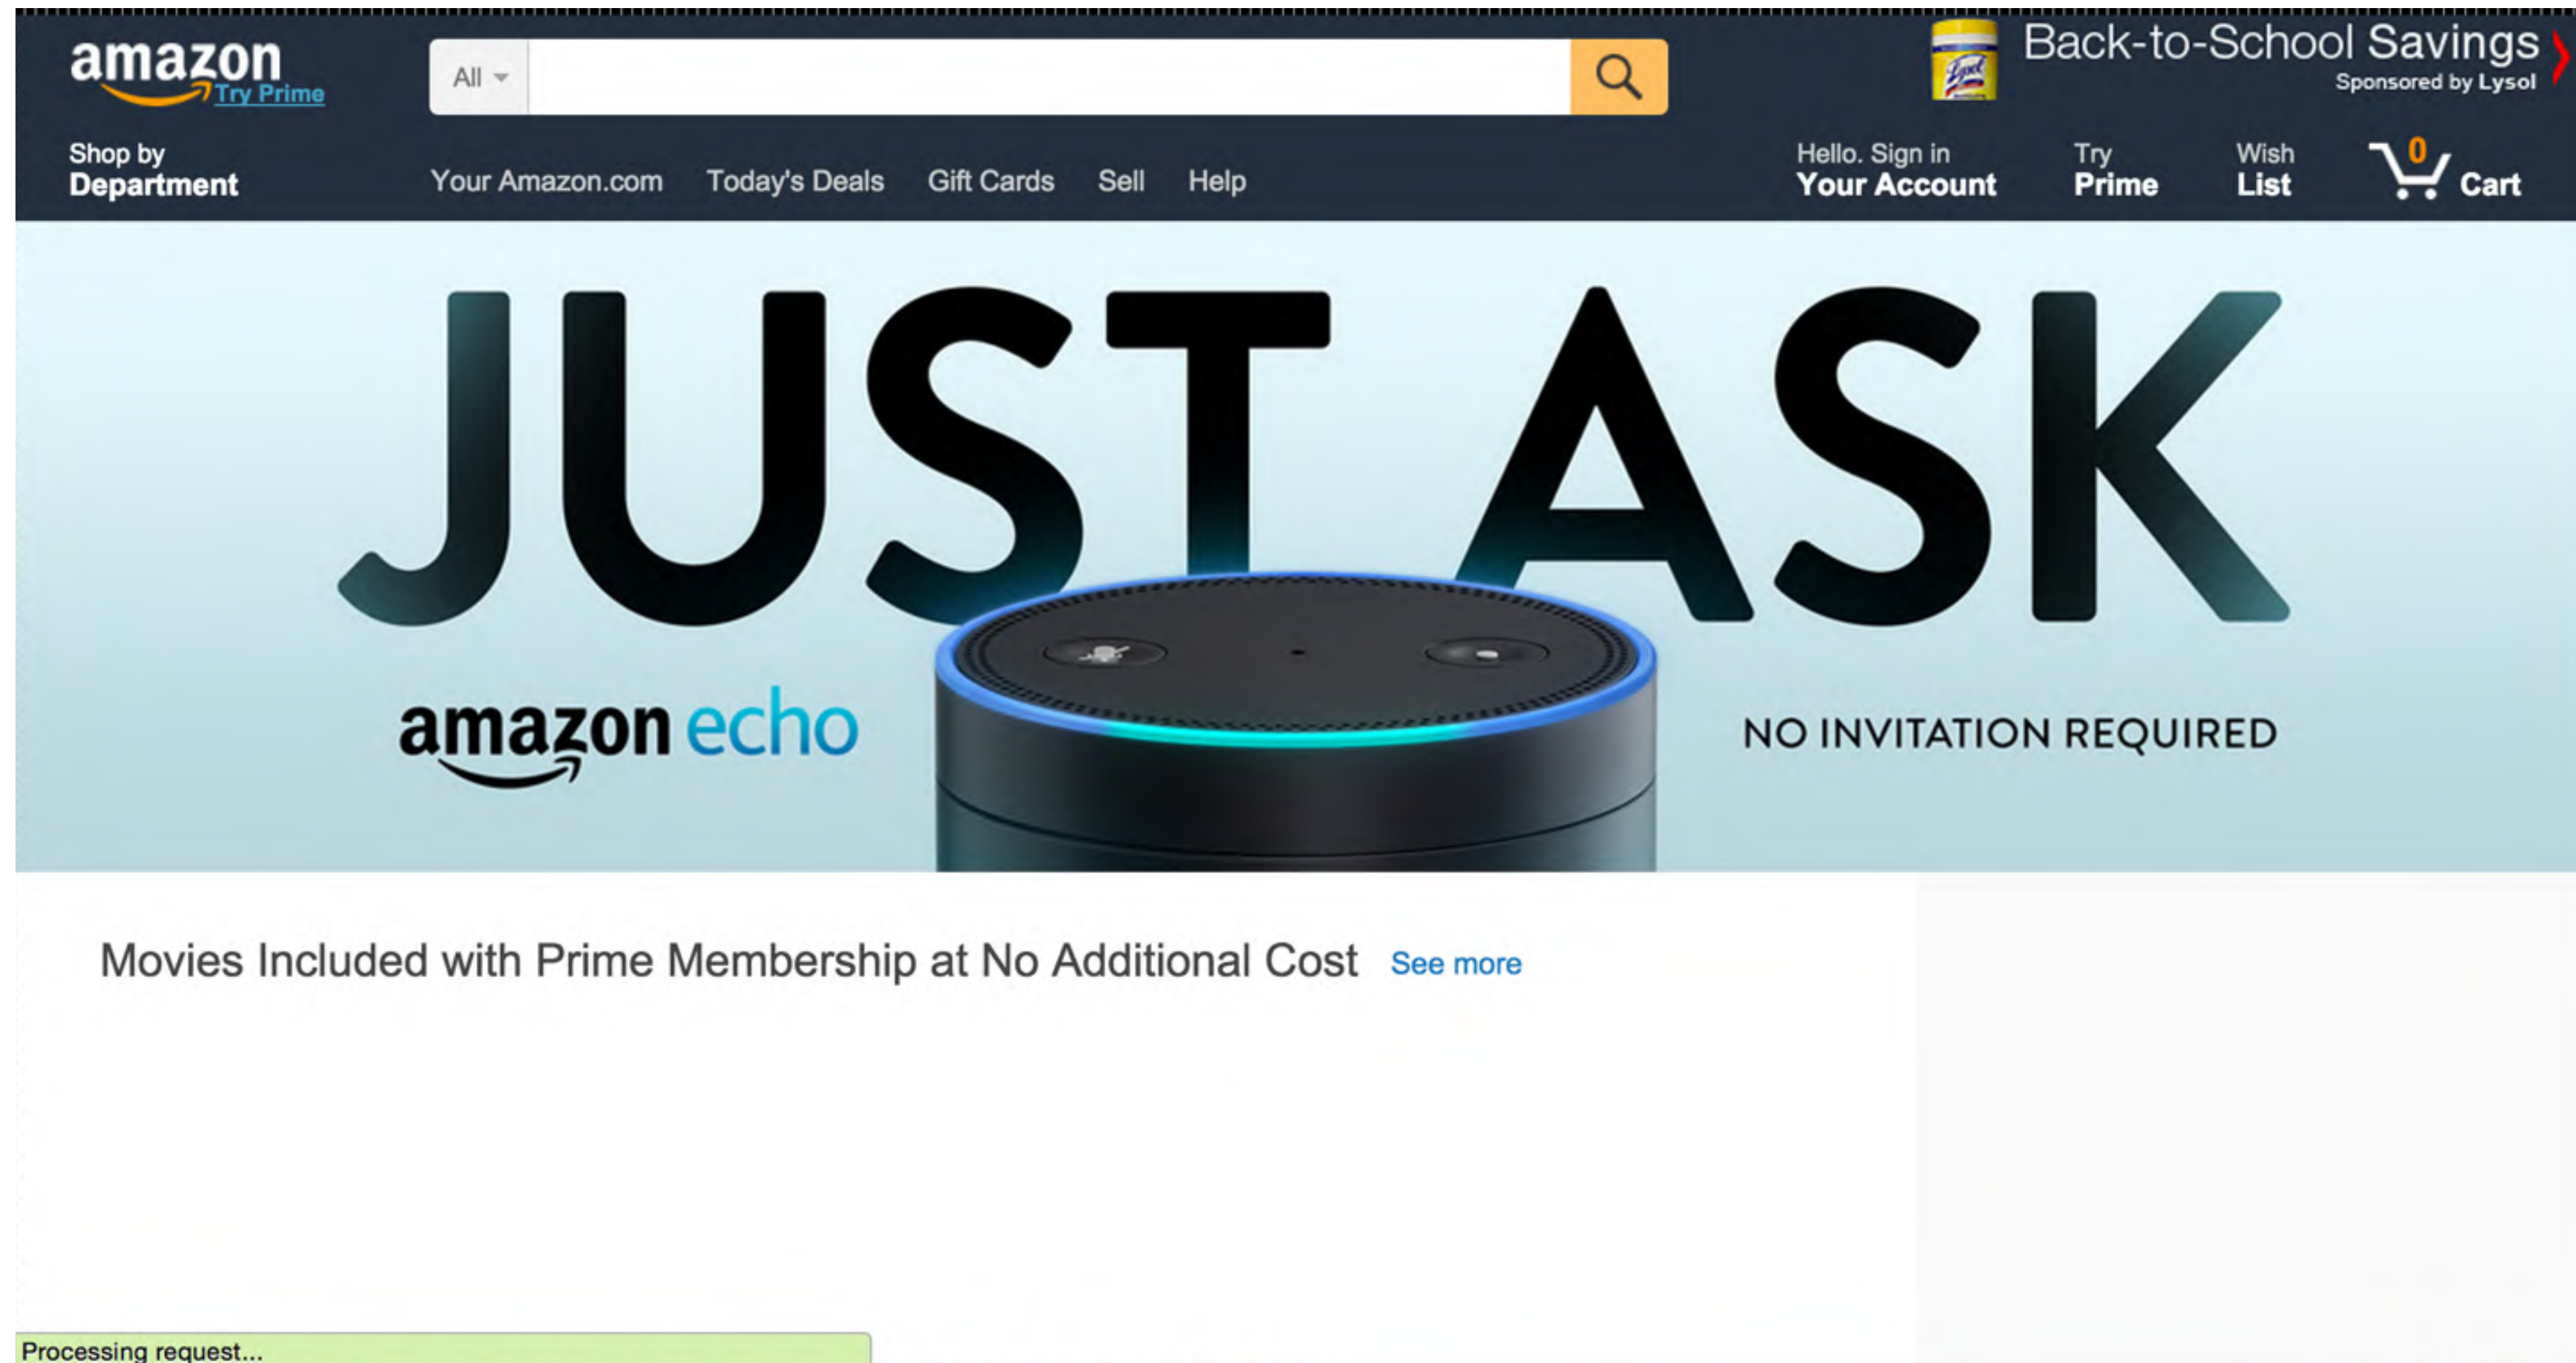 amazon
Try Prime
All
Back-to-School Savings
Sponsored by Lysol
Lysol
Shop by
Department
Your Amazon.com Today's Deals Gift Cards Sell Help
Hello. Sign in
Your Account
Try
Prime
Wish
List
0
Cart
JUST ASK
amazon echo
NO INVITATION REQUIRED
Movies Included with Prime Membership at No Additional Cost See more
Processing request...